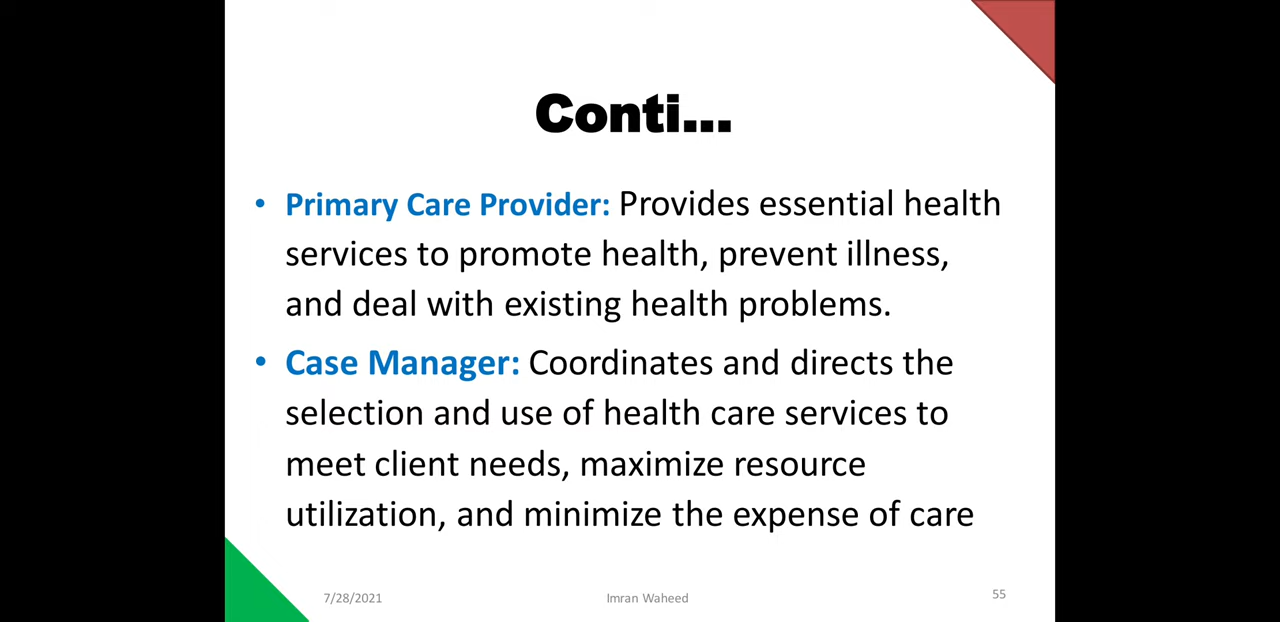 Conti...
• Primary Care Provider: Provides essential health
services to promote health, prevent illness,
and deal with existing health problems.
• Case Manager: Coordinates and directs the
selection and use of health care services to
meet client needs, maximize resource
utilization, and minimize the expense of care
7/28/2021
Imran Waheed
55